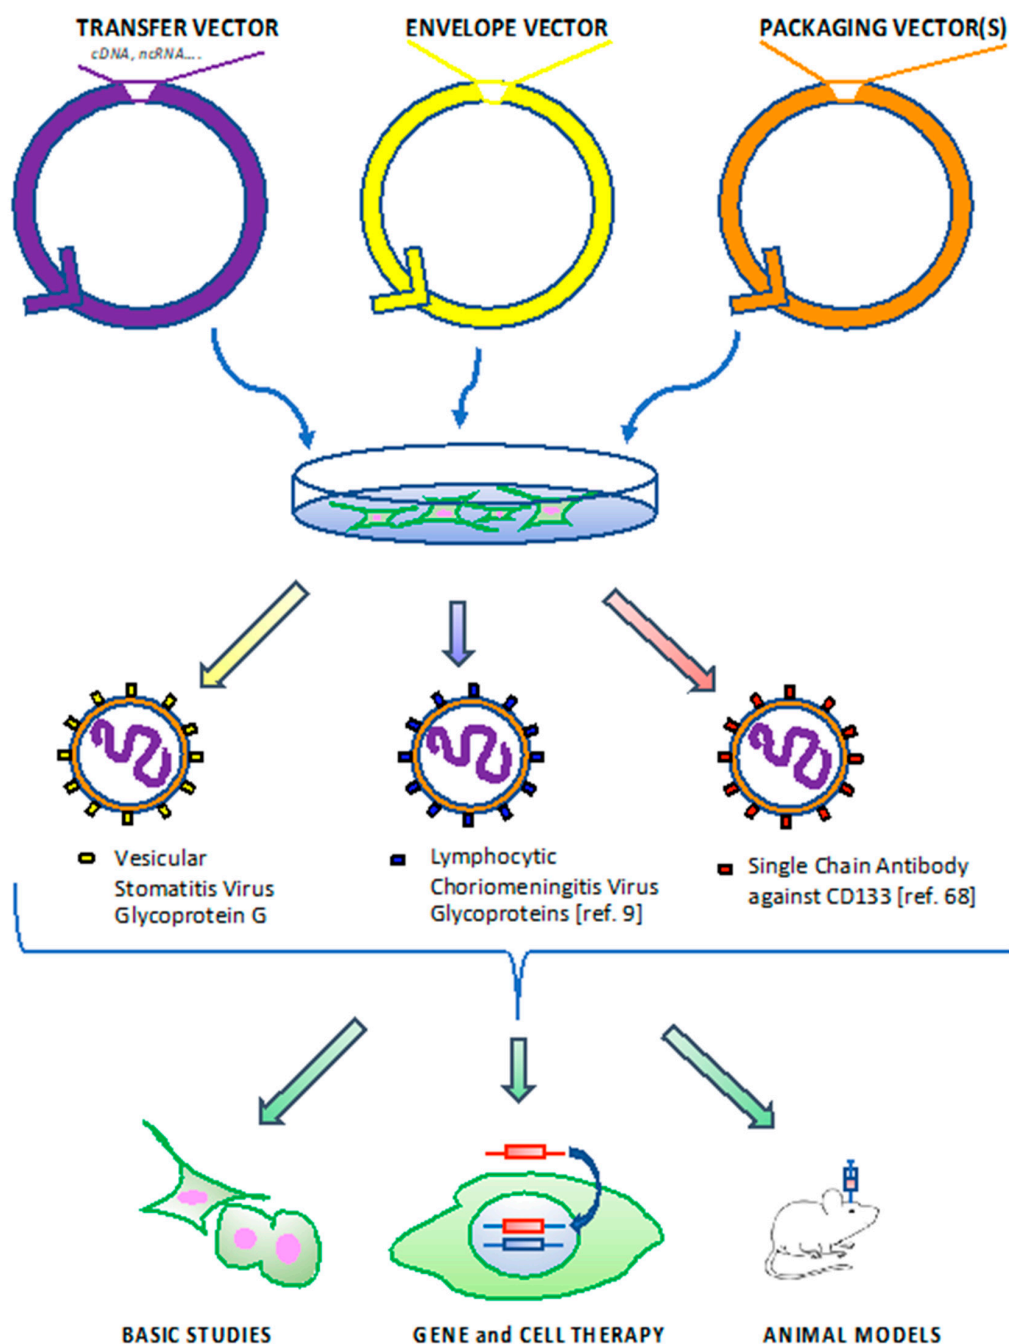 TRANSFER VECTOR
ENVELOPE VECTOR
PACKAGING VECTOR(S)
cDNA, ncRNA....
Vesicular
Stomatitis Virus
Glycoprotein G
Lymphocytic
Choriomeningitis Virus
Glycoproteins [ref. 9]
Single Chain Antibody
against CD133 [ref. 68]
BASIC STUDIES
GENE and CELL THERAPY
ANIMAL MODELS